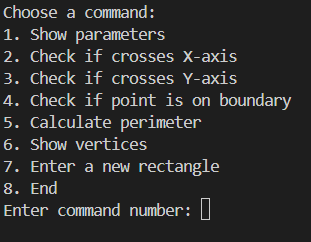 Choose a command:
1. Show parameters
2. Check if crosses X-axis
3. Check if crosses Y-axis
4. Check if point is on boundary
5. Calculate perimeter
6. Show vertices
7. Enter a new rectangle
8. End
Enter command number: